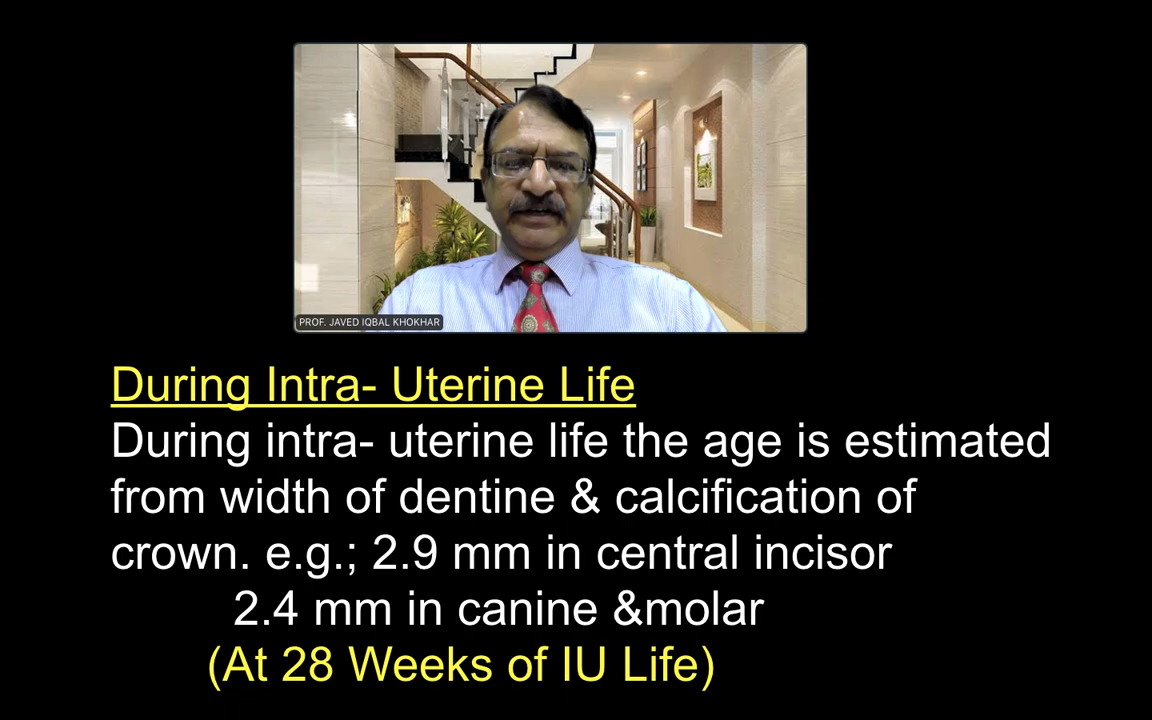 PROF. JAVED IQBAL KHOKHAR
During Intra- Uterine Life
During intra- uterine life the age is estimated
from width of dentine & calcification of
crown. e.g.; 2.9 mm in central incisor
2.4 mm in canine &molar
(At 28 Weeks of IU Life)